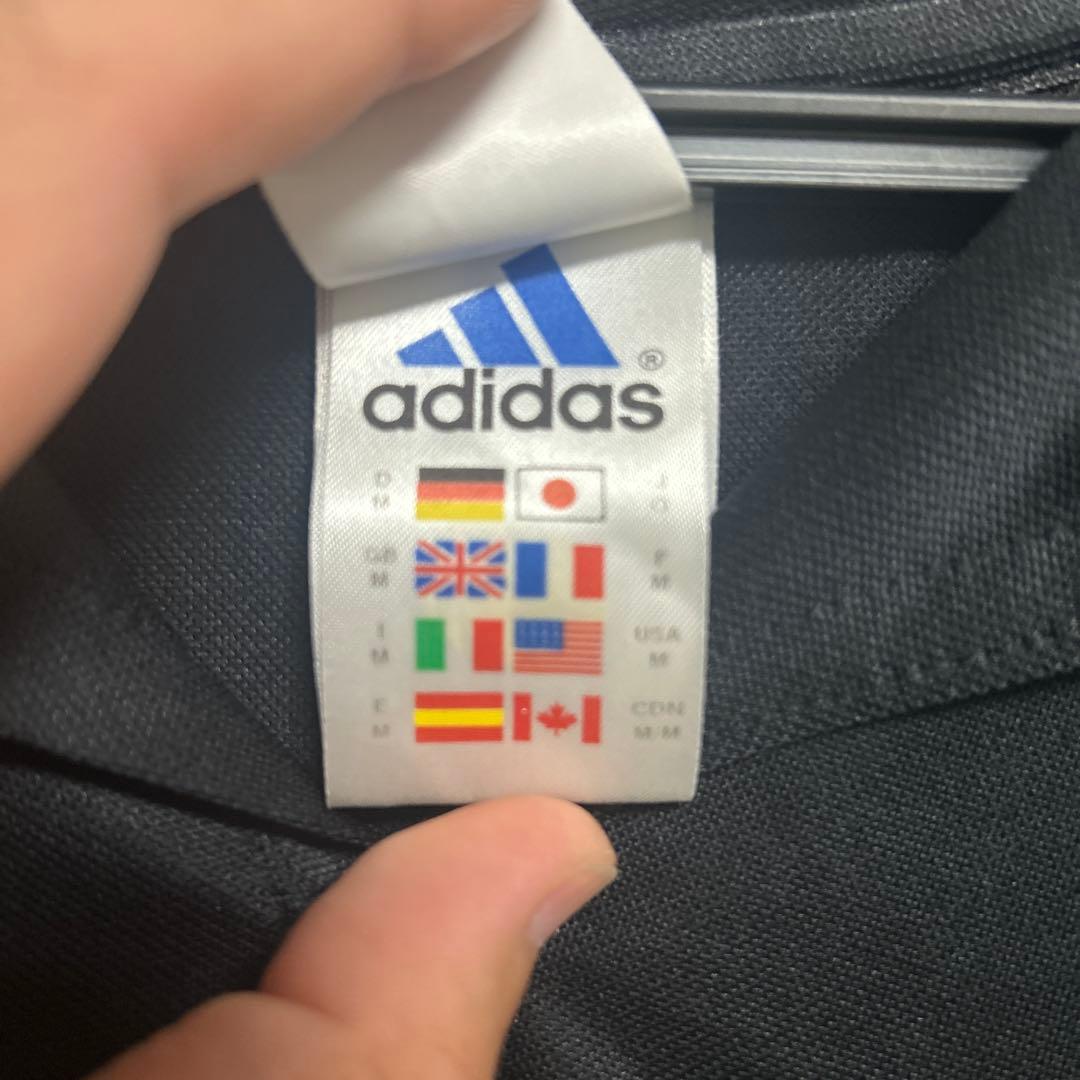 adidas ®
D J
M O
GB F
M M
I USA
M M
E CDN
M M/M